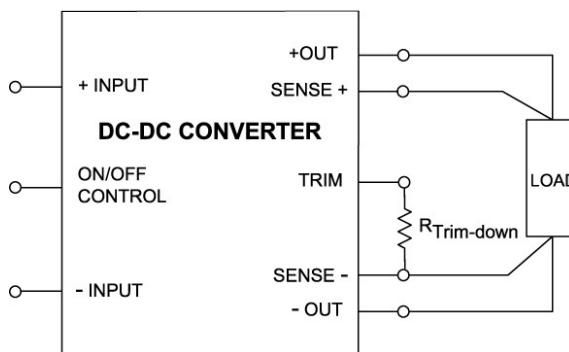 +OUT
+ INPUT
SENSE +
DC-DC CONVERTER
ON/OFF
CONTROL
TRIM
LOAD
RTrim-down
SENSE -
- INPUT
- OUT